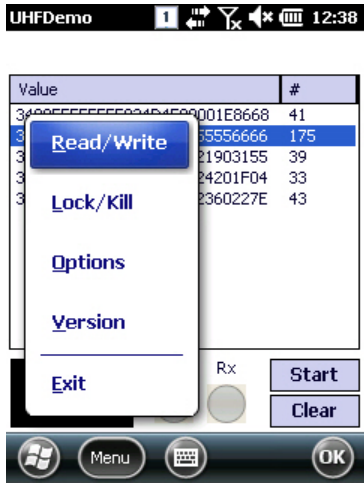 UHFDemo 1 12:38
Value #
41
Read/Write 55556666 175
21903155 39
Lock/Kill 24201F04 33
2360227E 43
Options
Version
Exit
Rx
Start
Clear
Menu OK